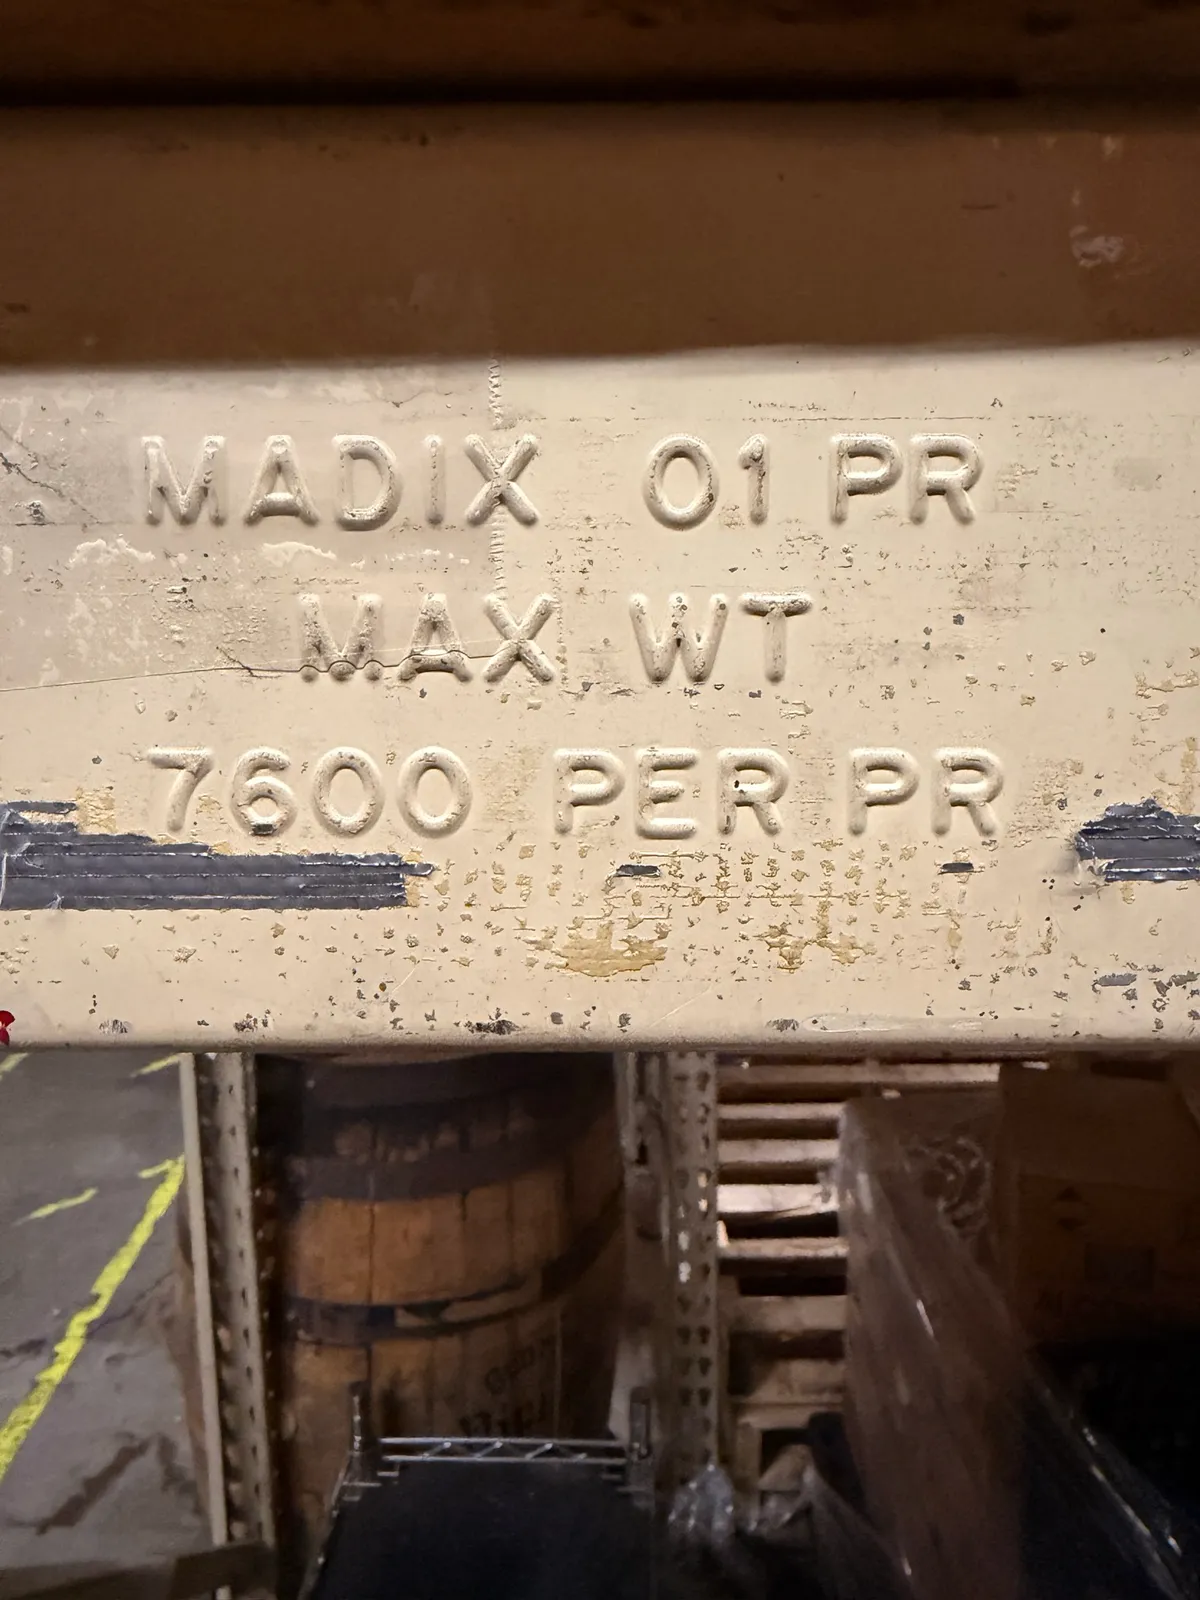 MADIX 01 PR
MAX WT
7600 PER PR